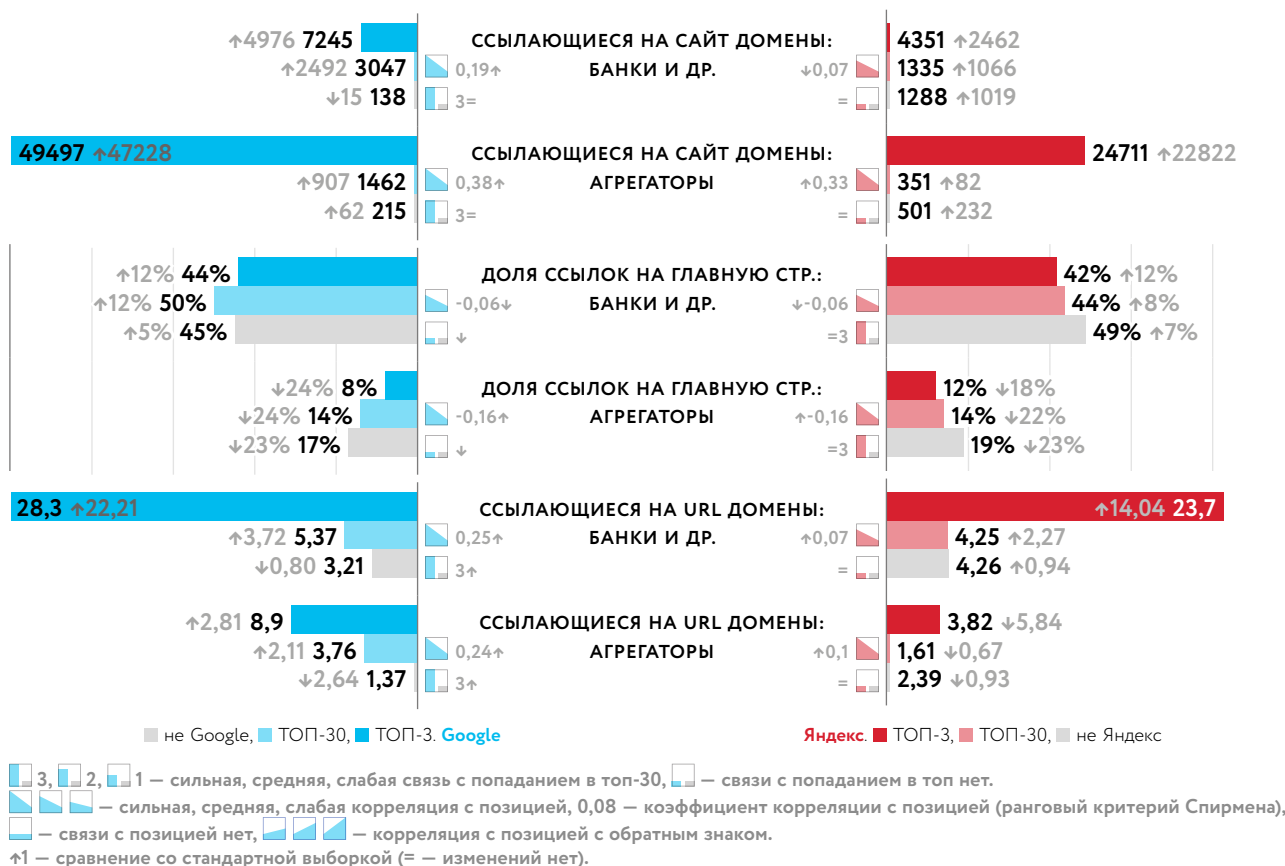 ↑4976 7245 ССЫЛАЮЩИЕСЯ НА САЙТ ДОМЕНЫ: 4351 ↑2462
↑2492 3047 0,19↑ БАНКИ И ДР. ↓0,07 1335 ↑1066
↓15 138 3= = 1288 ↑1019
49497 ↑47228 ССЫЛАЮЩИЕСЯ НА САЙТ ДОМЕНЫ: 24711 ↑22822
↑907 1462 0,38↑ АГРЕГАТОРЫ ↑0,33 351 ↑82
↑62 215 3= = 501 ↑232
↑12% 44% ДОЛЯ ССЫЛОК НА ГЛАВНУЮ СТР.: 42% ↑12%
↑12% 50% -0,06↓ БАНКИ И ДР. ↓-0,06 44% ↑8%
↑5% 45% ↓ =3 49% ↑7%
↓24% 8% ДОЛЯ ССЫЛОК НА ГЛАВНУЮ СТР.: 12% ↓18%
↓24% 14% -0,16↑ АГРЕГАТОРЫ ↑-0,16 14% ↓22%
↓23% 17% ↓ =3 19% ↓23%
28,3 ↑22,21 ССЫЛАЮЩИЕСЯ НА URL ДОМЕНЫ: ↑14,04 23,7
↑3,72 5,37 0,25↑ БАНКИ И ДР. ↑0,07 4,25 ↑2,27
↓0,80 3,21 3↑ = 4,26 ↑0,94
↑2,81 8,9 ССЫЛАЮЩИЕСЯ НА URL ДОМЕНЫ: 3,82 ↓5,84
↑2,11 3,76 0,24↑ АГРЕГАТОРЫ ↑0,1 1,61 ↓0,67
↓2,64 1,37 3↑ = 2,39 ↓0,93
не Google, ТОП-30, ТОП-3. Google Яндекс. ТОП-3, ТОП-30, не Яндекс
3, 2, 1 — сильная, средняя, слабая связь с попаданием в топ-30, — связи с попаданием в топ нет.
— сильная, средняя, слабая корреляция с позицией, 0,08 — коэффициент корреляции с позицией (ранговый критерий Спирмена),
— связи с позицией нет, — корреляция с позицией с обратным знаком.
↑1 — сравнение со стандартной выборкой (= — изменений нет).